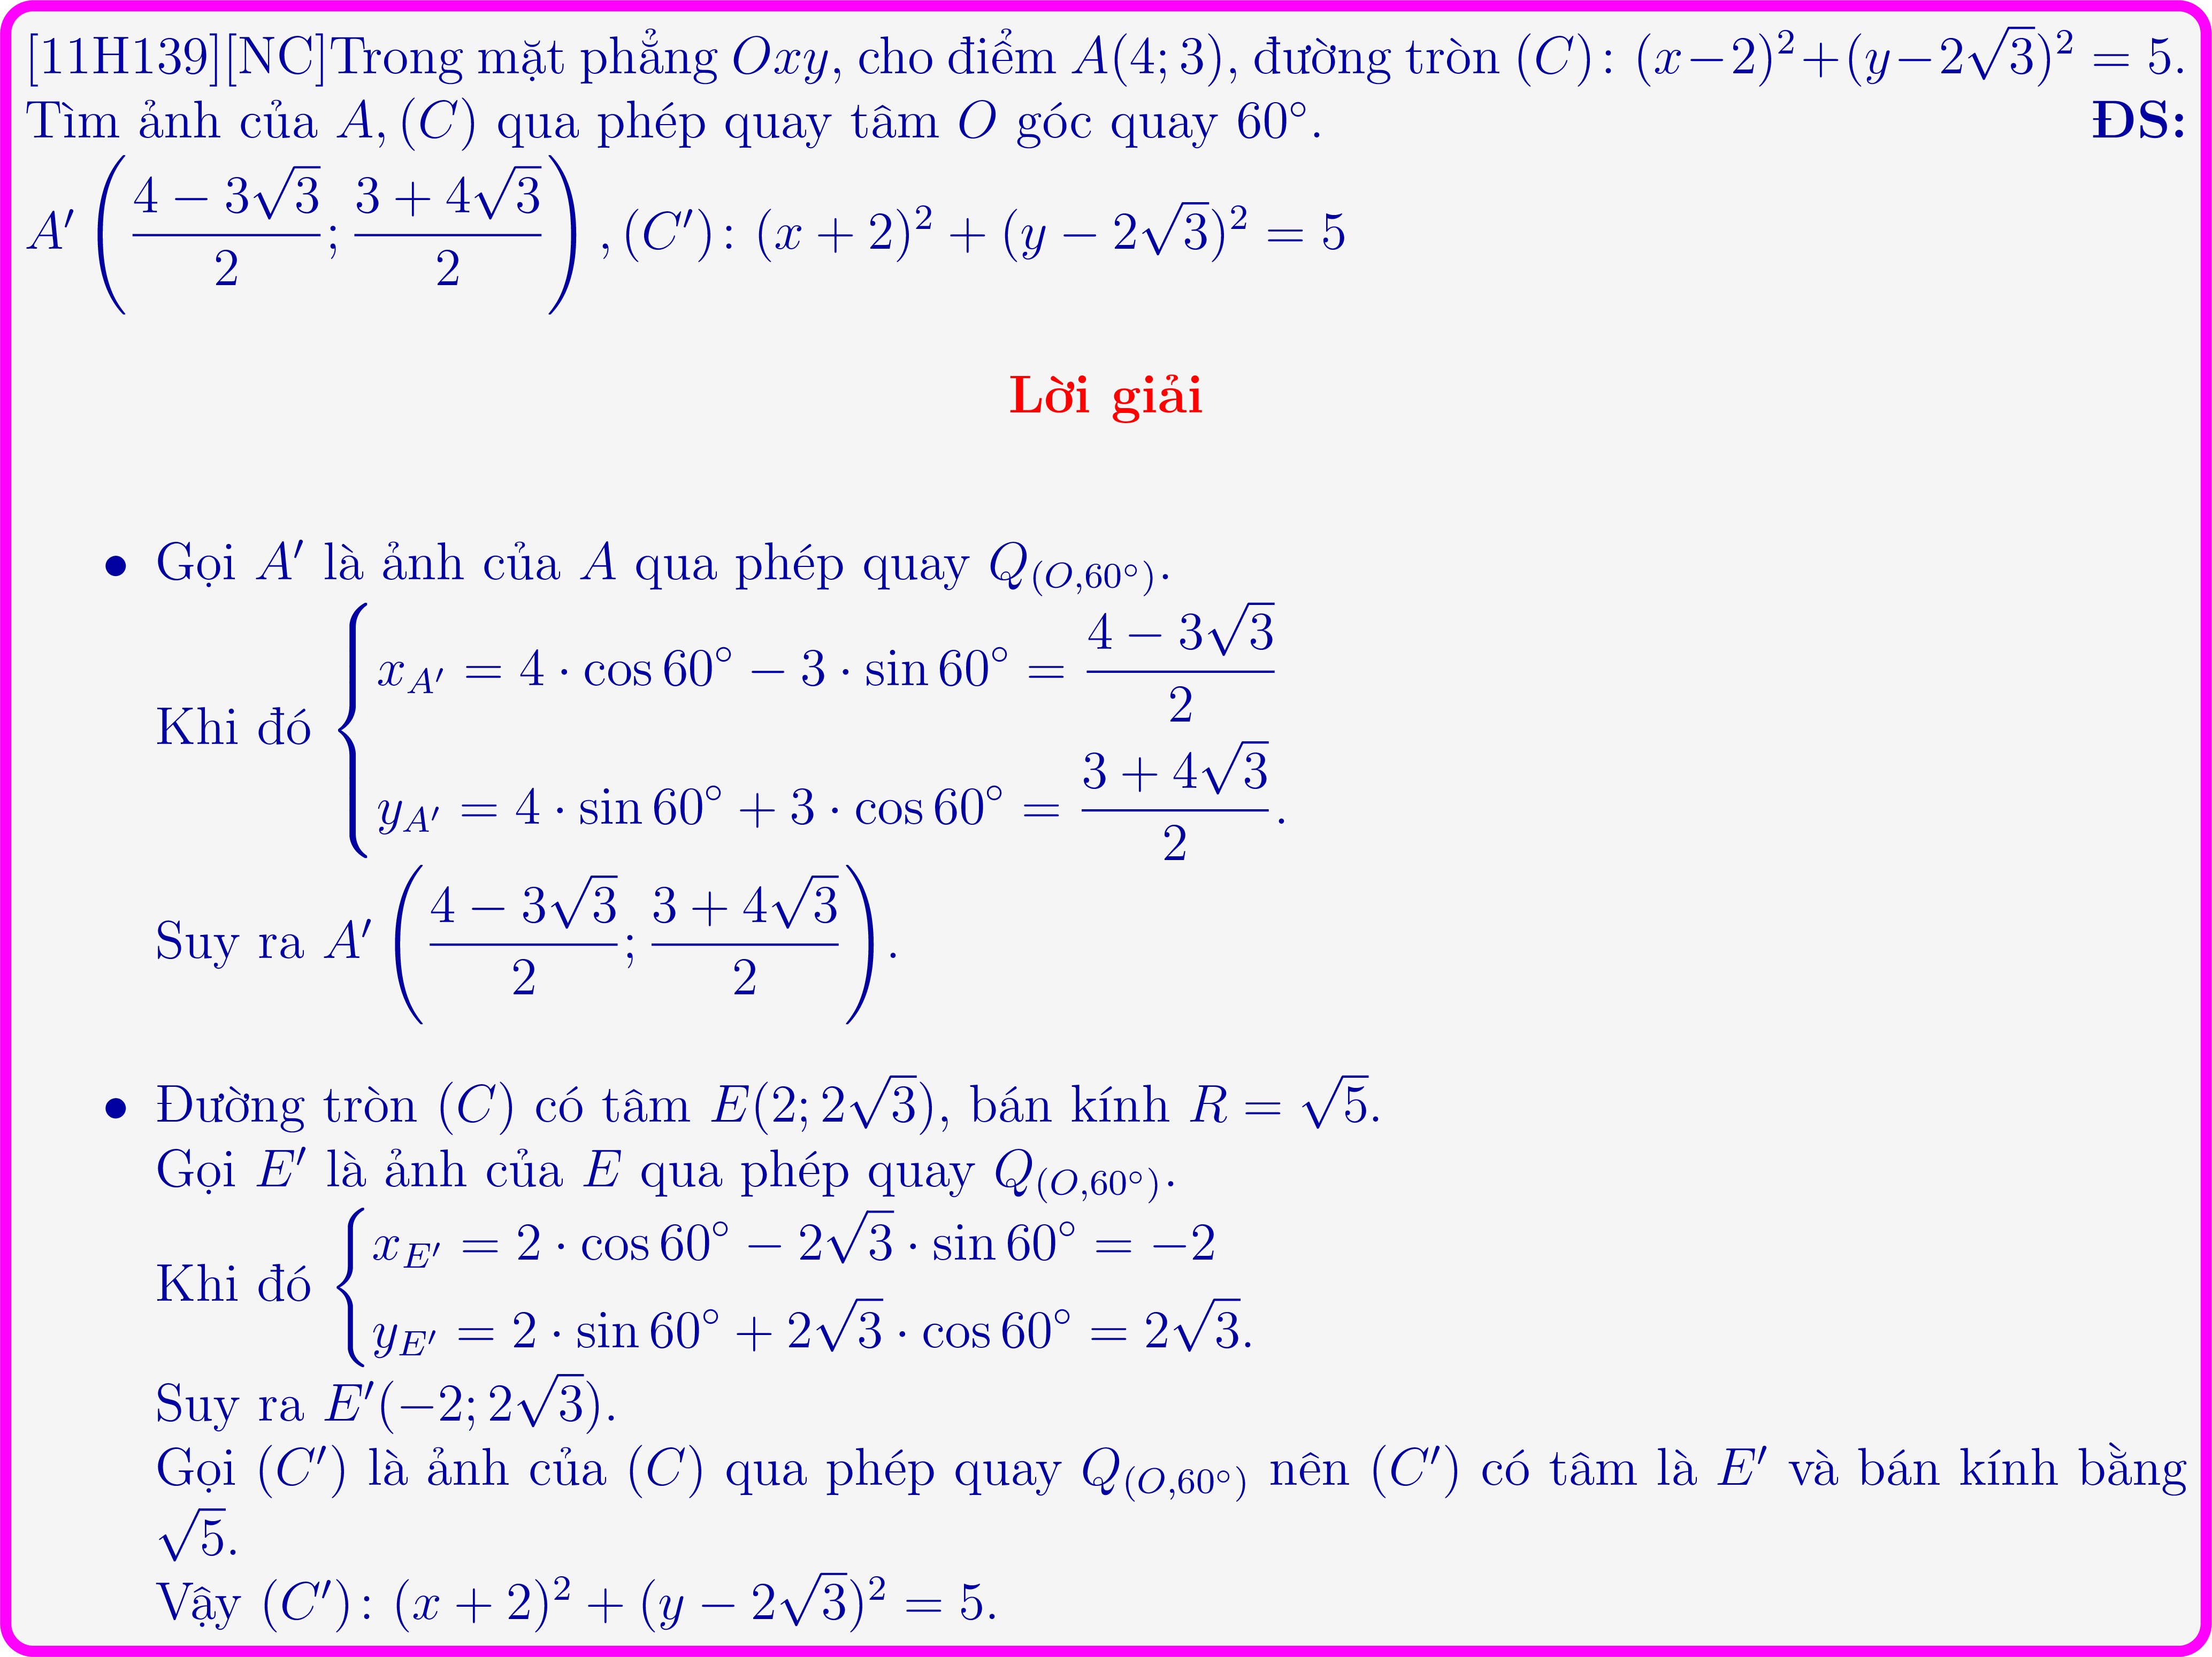 [11H139][NC]Trong mặt phẳng $Oxy$, cho điểm $A(4;3)$, đường tròn $(C)\colon (x-2)^2+(y-2\sqrt{3})^2=5$.
Tìm ảnh của $A,(C)$ qua phép quay tâm $O$ góc quay $60^\circ$. ĐS:
$A'\left(\dfrac{4-3\sqrt{3}}{2};\dfrac{3+4\sqrt{3}}{2}\right),(C')\colon (x+2)^2+(y-2\sqrt{3})^2=5$
Lời giải
• Gọi $A'$ là ảnh của $A$ qua phép quay $Q_{(O,60^\circ)}$.
Khi đó $\begin{cases} x_{A'}=4\cdot\cos 60^\circ-3\cdot\sin 60^\circ=\dfrac{4-3\sqrt{3}}{2} \\ y_{A'}=4\cdot\sin 60^\circ+3\cdot\cos 60^\circ=\dfrac{3+4\sqrt{3}}{2}. \end{cases}$
Suy ra $A'\left(\dfrac{4-3\sqrt{3}}{2};\dfrac{3+4\sqrt{3}}{2}\right)$.
• Đường tròn $(C)$ có tâm $E(2;2\sqrt{3})$, bán kính $R=\sqrt{5}$.
Gọi $E'$ là ảnh của $E$ qua phép quay $Q_{(O,60^\circ)}$.
Khi đó $\begin{cases} x_{E'}=2\cdot\cos 60^\circ-2\sqrt{3}\cdot\sin 60^\circ=-2 \\ y_{E'}=2\cdot\sin 60^\circ+2\sqrt{3}\cdot\cos 60^\circ=2\sqrt{3}. \end{cases}$
Suy ra $E'(-2;2\sqrt{3})$.
Gọi $(C')$ là ảnh của $(C)$ qua phép quay $Q_{(O,60^\circ)}$ nên $(C')$ có tâm là $E'$ và bán kính bằng
$\sqrt{5}$.
Vậy $(C')\colon (x+2)^2+(y-2\sqrt{3})^2=5$.